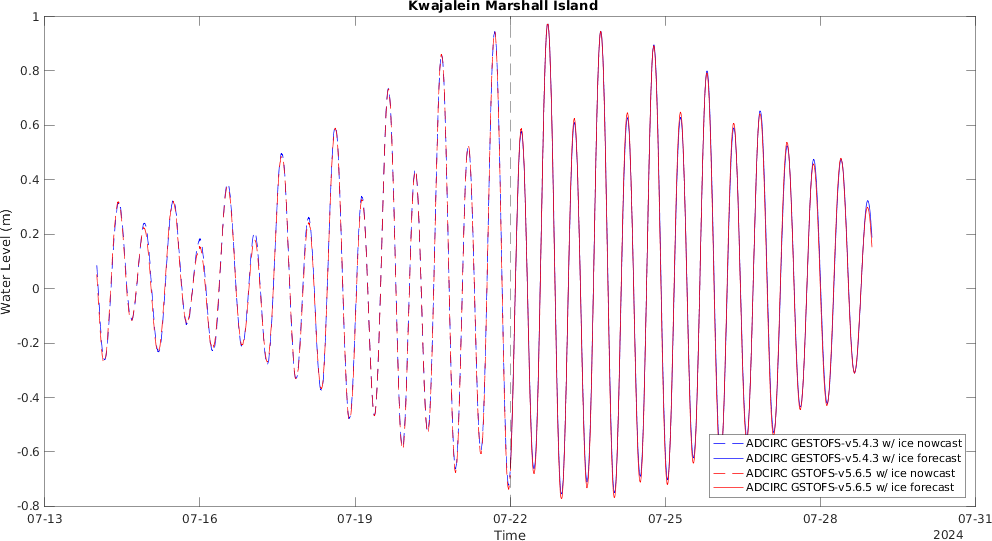 Kwajalein Marshall Island
1
0.8
0.6
0.4
0.2
0
-0.2
-0.4
-0.6
-0.8
Water Level (m)
ADCIRC GESTOFS-v5.4.3 w/ ice nowcast
ADCIRC GESTOFS-v5.4.3 w/ ice forecast
ADCIRC GSTOFS-v5.6.5 w/ ice nowcast
ADCIRC GSTOFS-v5.6.5 w/ ice forecast
07-13 07-16 07-19 07-22 07-25 07-28 07-31
Time
2024